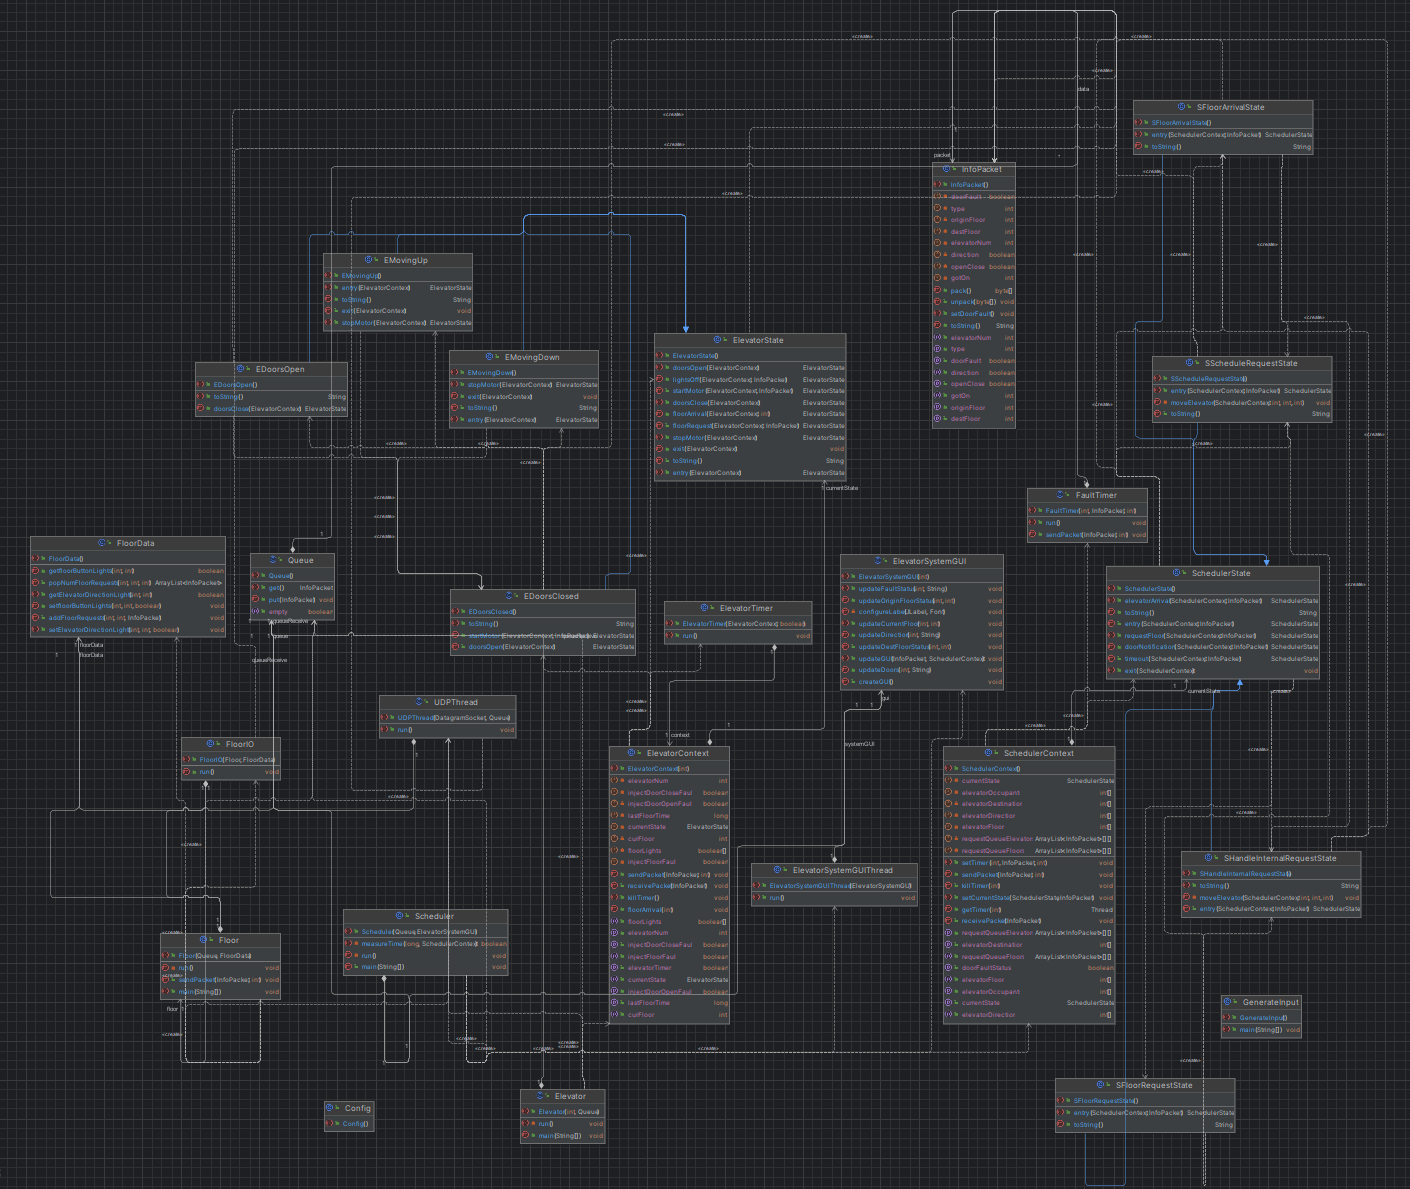 SFloorArrivalState
SFloorArrivalState()
entry(SchedulerContext, InfoPacket) SchedulerState
toString() String
InfoPacket
InfoPacket()
doorFault boolean
type int
originFloor int
destFloor int
elevatorNum int
direction boolean
openClose boolean
gotOn int
pack() byte[]
unpack(byte[]) void
setDoorFault() void
toString() String
elevatorNum int
type int
doorFault boolean
direction boolean
openClose boolean
gotOn int
originFloor int
destFloor int
EMovingUp
EMovingUp()
entry(ElevatorContext) ElevatorState
toString() String
exit(ElevatorContext) void
stopMotor(ElevatorContext) ElevatorState
EMovingDown
EMovingDown()
stopMotor(ElevatorContext) ElevatorState
exit(ElevatorContext) void
toString() String
entry(ElevatorContext) ElevatorState
EDoorsOpen
EDoorsOpen()
toString() String
doorsClose(ElevatorContext) ElevatorState
ElevatorState
ElevatorState()
doorsOpen(ElevatorContext) ElevatorState
lightsOff(ElevatorContext, InfoPacket) ElevatorState
startMotor(ElevatorContext, InfoPacket) ElevatorState
doorsClose(ElevatorContext) ElevatorState
floorArrival(ElevatorContext, int) ElevatorState
floorRequest(ElevatorContext, InfoPacket) ElevatorState
stopMotor(ElevatorContext) ElevatorState
exit(ElevatorContext) void
toString() String
entry(ElevatorContext) ElevatorState
SScheduleRequestState
SScheduleRequestState()
entry(SchedulerContext, InfoPacket) SchedulerState
moveElevator(SchedulerContext, int, int, int) void
toString() String
FaultTimer
FaultTimer(int, InfoPacket, int)
run() void
sendPacket(InfoPacket, int) void
FloorData
FloorData()
getfloorButtonLights(int, int) boolean
popNumFloorRequests(int, int, int) ArrayList<InfoPacket>
getElevatorDirectionLight(int, int) boolean
setfloorButtonLights(int, int, boolean) void
addFloorRequest(int, int, InfoPacket) void
setElevatorDirectionLight(int, int, boolean) void
Queue
Queue()
get() InfoPacket
put(InfoPacket) void
empty boolean
EDoorsClosed
EDoorsClosed()
toString() String
startMotor(ElevatorContext, InfoPacket) ElevatorState
doorsOpen(ElevatorContext) ElevatorState
ElevatorTimer
ElevatorTimer(ElevatorContext, boolean)
run() void
ElevatorSystemGUI
ElevatorSystemGUI(int)
updateFaultStatus(int, String, int) void
updateOriginFloorStatus(int, int) void
configureLabel(JLabel, Font) void
updateCurrentFloor(int, int) void
updateDirection(int, String) void
updateDestFloorStatus(int, int) void
updateGUI(InfoPacket, SchedulerContext) void
updateDoors(int, String) void
createGUI() void
SchedulerState
SchedulerState()
elevatorArrival(SchedulerContext, InfoPacket) SchedulerState
toString() String
entry(SchedulerContext, InfoPacket) SchedulerState
requestFloor(SchedulerContext, InfoPacket) SchedulerState
doorNotification(SchedulerContext, InfoPacket) SchedulerState
timeout(SchedulerContext, InfoPacket) SchedulerState
exit(SchedulerContext) void
UDPThread
UDPThread(DatagramSocket, Queue)
run() void
FloorIO
FloorIO(Floor, FloorData)
run() void
ElevatorContext
ElevatorContext(int)
elevatorNum int
injectDoorCloseFault boolean
injectDoorOpenFault boolean
lastFloorTime long
currentState ElevatorState
curFloor int
floorLights boolean[]
injectFloorFault boolean
sendPacket(InfoPacket, int) void
receivePacket(InfoPacket) void
killTimer() void
floorArrival(int) void
floorLights boolean[]
elevatorNum int
injectDoorCloseFault boolean
injectFloorFault boolean
elevatorTimer boolean
currentState ElevatorState
injectDoorOpenFault boolean
lastFloorTime long
curFloor int
SchedulerContext
SchedulerContext()
currentState SchedulerState
elevatorOccupant int[]
elevatorDestination int[]
elevatorDirection int[]
elevatorFloor int[]
requestQueueElevator ArrayList<InfoPacket>[][]
requestQueueFloor ArrayList<InfoPacket>[][]
setTimer(int, InfoPacket, int) void
sendPacket(InfoPacket, int) void
killTimer(int) void
setCurrentState(SchedulerState, InfoPacket) void
getTimer(int) Thread
receivePacket(InfoPacket) void
requestQueueElevator ArrayList<InfoPacket>[][]
elevatorDestination int[]
requestQueueFloor ArrayList<InfoPacket>[][]
doorFaultStatus boolean
elevatorFloor int[]
elevatorOccupant int[]
currentState SchedulerState
elevatorDirection int[]
ElevatorSystemGUIThread
ElevatorSystemGUIThread(ElevatorSystemGUI)
run() void
SHandleInternalRequestState
SHandleInternalRequestState()
toString() String
moveElevator(SchedulerContext, int, int, int) void
entry(SchedulerContext, InfoPacket) SchedulerState
Scheduler
Scheduler(Queue, ElevatorSystemGUI)
measureTime(long, SchedulerContext) boolean
run() void
main(String[]) void
Floor
Floor(Queue, FloorData)
run() void
sendPacket(InfoPacket, int) void
main(String[]) void
GenerateInput
GenerateInput()
main(String[]) void
SFloorRequestState
SFloorRequestState()
entry(SchedulerContext, InfoPacket) SchedulerState
toString() String
Elevator
Elevator(int, Queue)
run() void
main(String[]) void
Config
Config()